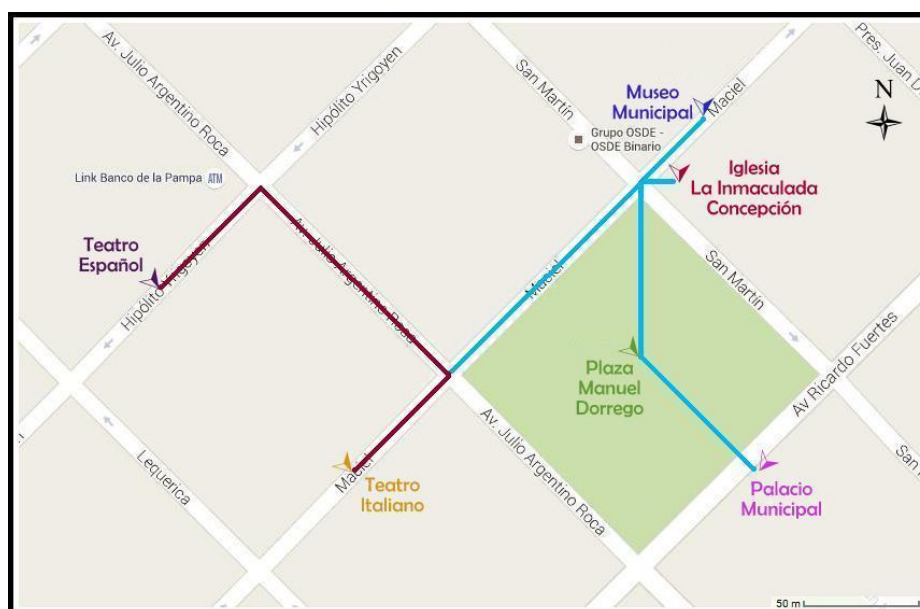 Av. Julio Argentino Roca
Hipólito Yrigoyen
San Martín
Museo
Municipal
Maciel
Pres. Juan D
N
Grupo OSDE -
OSDE Binario
Link Banco de la Pampa
ATM
Iglesia
La Inmaculada
Concepción
Teatro
Español
Hipólito Yrigoyen
Av. Julio Argentino Roca
Maciel
San Martín
Plaza
Manuel
Dorrego
Av Ricardo Fuertes
Av. Julio Argentino Roca
Lequerica
Maciel
Teatro
Italiano
Palacio
Municipal
50 m